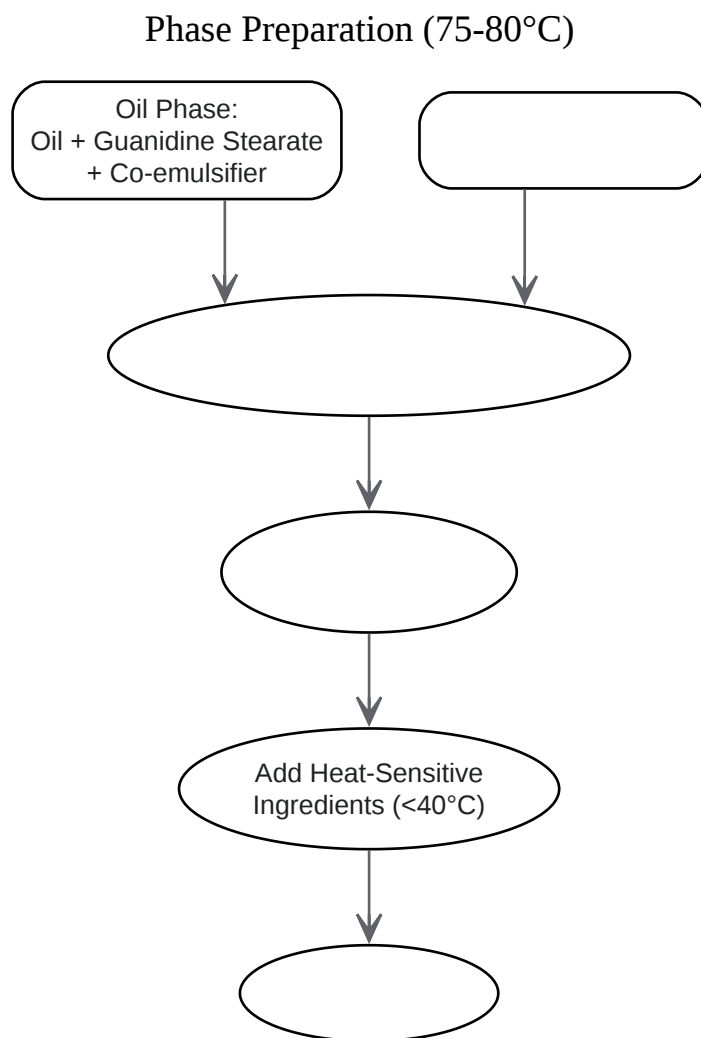 Phase Preparation (75-80°C)
Oil Phase:
Oil + Guanidine Stearate
+ Co-emulsifier
Add Heat-Sensitive
Ingredients (<40°C)